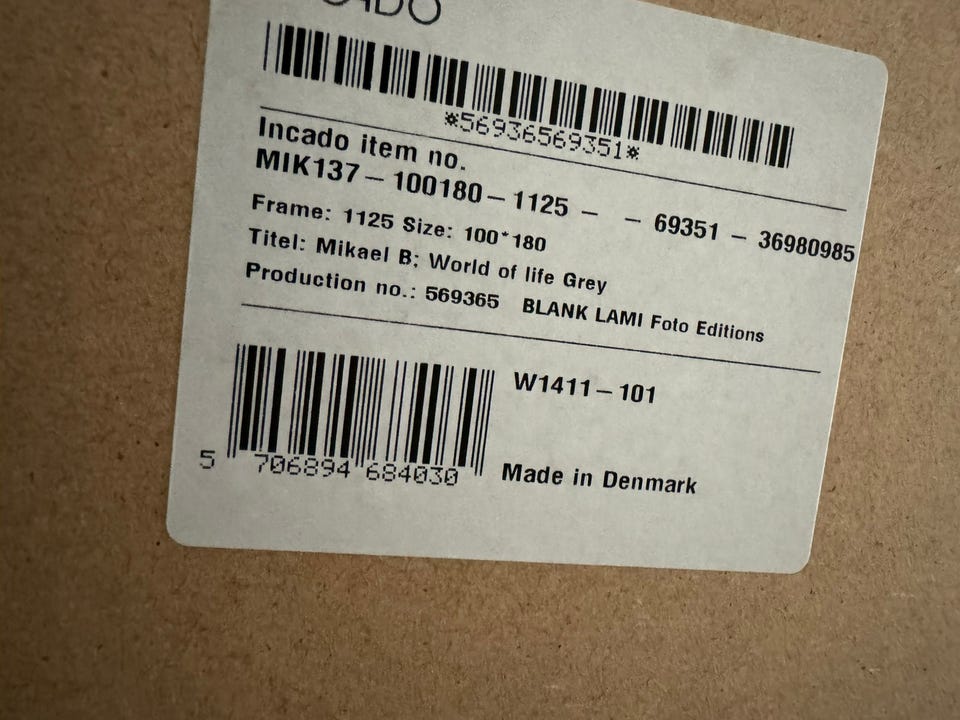 *56936569351*
Incado item no.
MIK137-100180-1125 - - 69351 - 36980985
Frame: 1125 Size: 100*180
Titel: Mikael B; World of life Grey
Production no.: 569365 BLANK LAMI Foto Editions
W1411-101
5 706894 684030
Made in Denmark